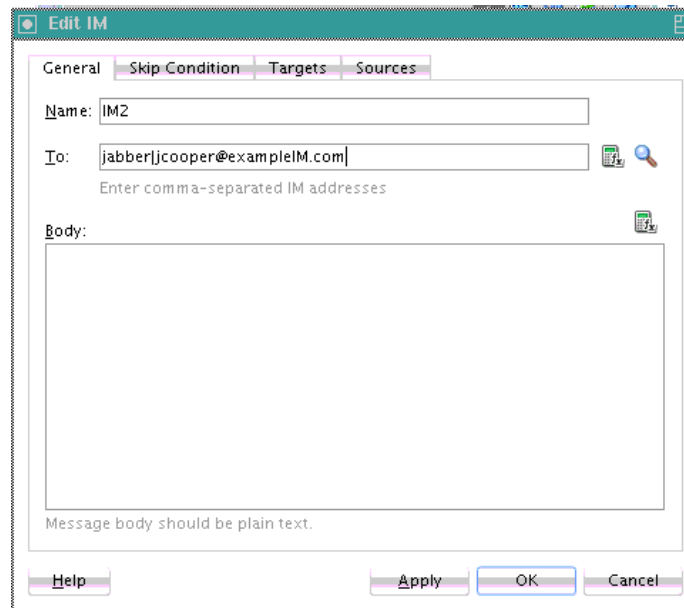 Edit IM
General Skip Condition Targets Sources
Name: IM2
To: jabber|jcooper@exampleIM.com
Enter comma-separated IM addresses
Body:
Message body should be plain text.
Help Apply OK Cancel